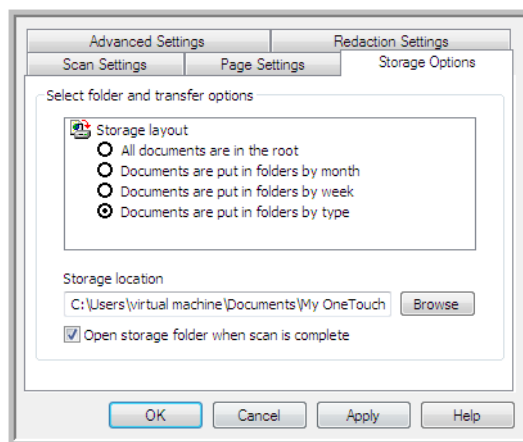 Advanced Settings
Redaction Settings
Scan Settings
Page Settings
Storage Options
Select folder and transfer options
Storage layout
All documents are in the root
Documents are put in folders by month
Documents are put in folders by week
Documents are put in folders by type
Storage location
C:\Users\virtual machine\Documents\My OneTouch
Browse
Open storage folder when scan is complete
OK
Cancel
Apply
Help